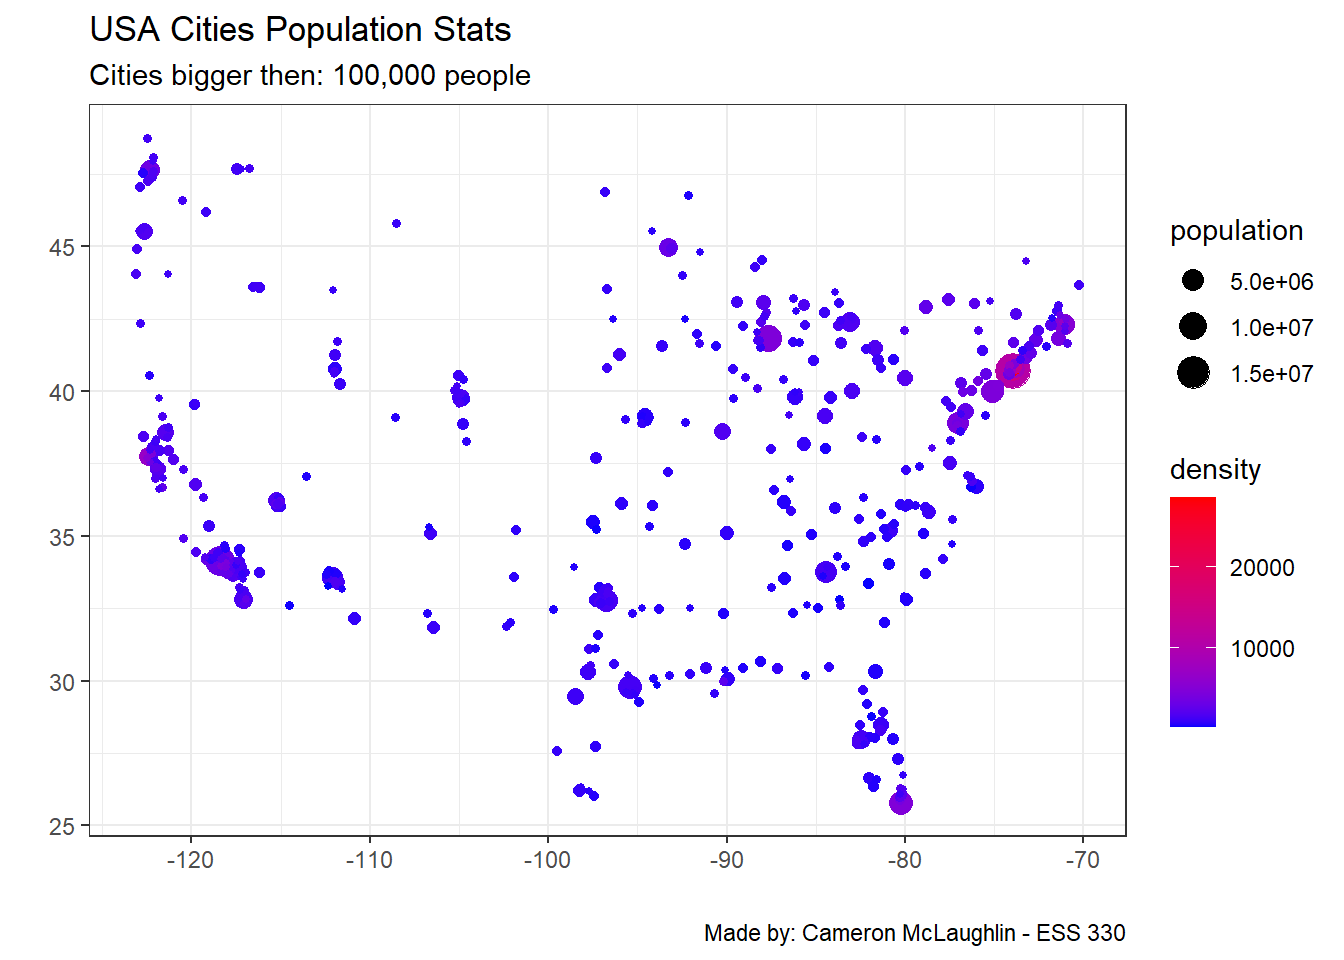 USA Cities Population Stats
Cities bigger then: 100,000 people
45
40
35
30
25
-120 -110 -100 -90 -80 -70
population
5.0e+06
1.0e+07
1.5e+07
density
20000
10000
Made by: Cameron McLaughlin - ESS 330